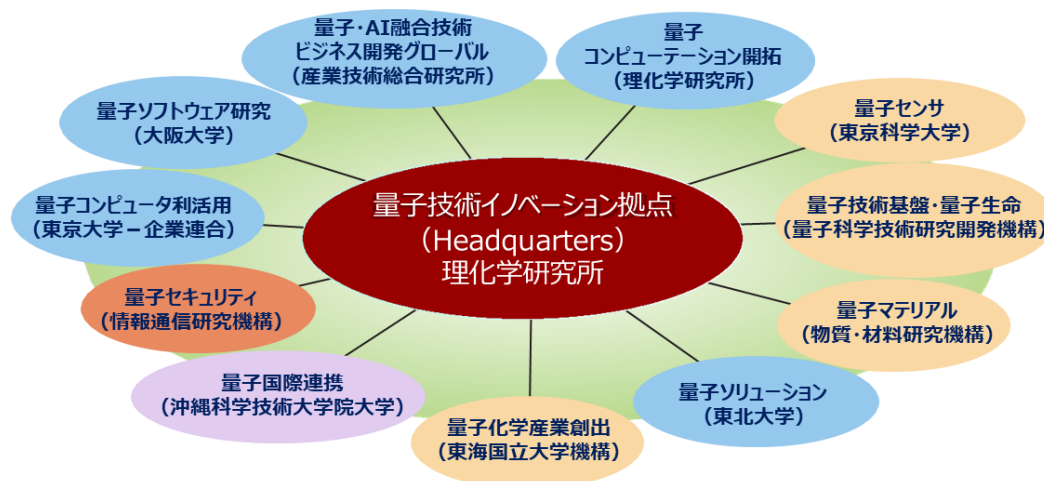 量子・AI融合技術
ビジネス開発グローバル
（産業技術総合研究所）
量子
コンピューテーション開拓
（理化学研究所）
量子ソフトウェア研究
（大阪大学）
量子センサ
（東京科学大学）
量子コンピュータ利活用
（東京大学－企業連合）
量子技術イノベーション拠点
（Headquarters）
理化学研究所
量子技術基盤・量子生命
（量子科学技術研究開発機構）
量子セキュリティ
（情報通信研究機構）
量子マテリアル
（物質・材料研究機構）
量子国際連携
（沖縄科学技術大学院大学）
量子ソリューション
（東北大学）
量子化学産業創出
（東海国立大学機構）